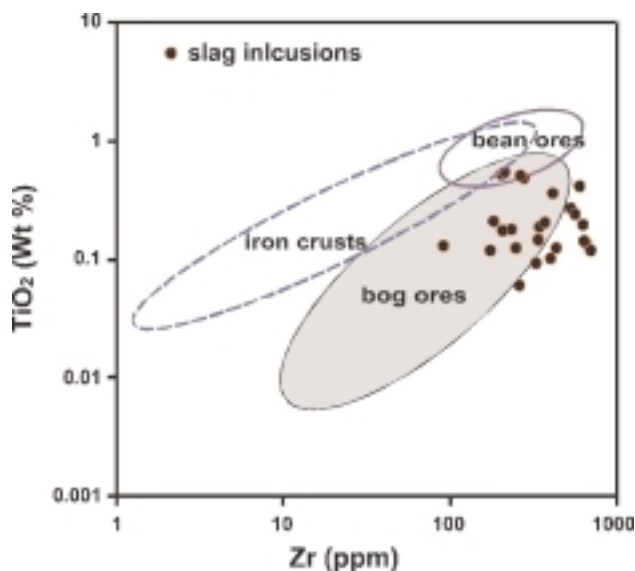 10
slag inlcusions
1
bean ores
iron crusts
0.1
bog ores
0.01
0.001
1
10
100
1000
TiO₂ (Wt %)
Zr (ppm)